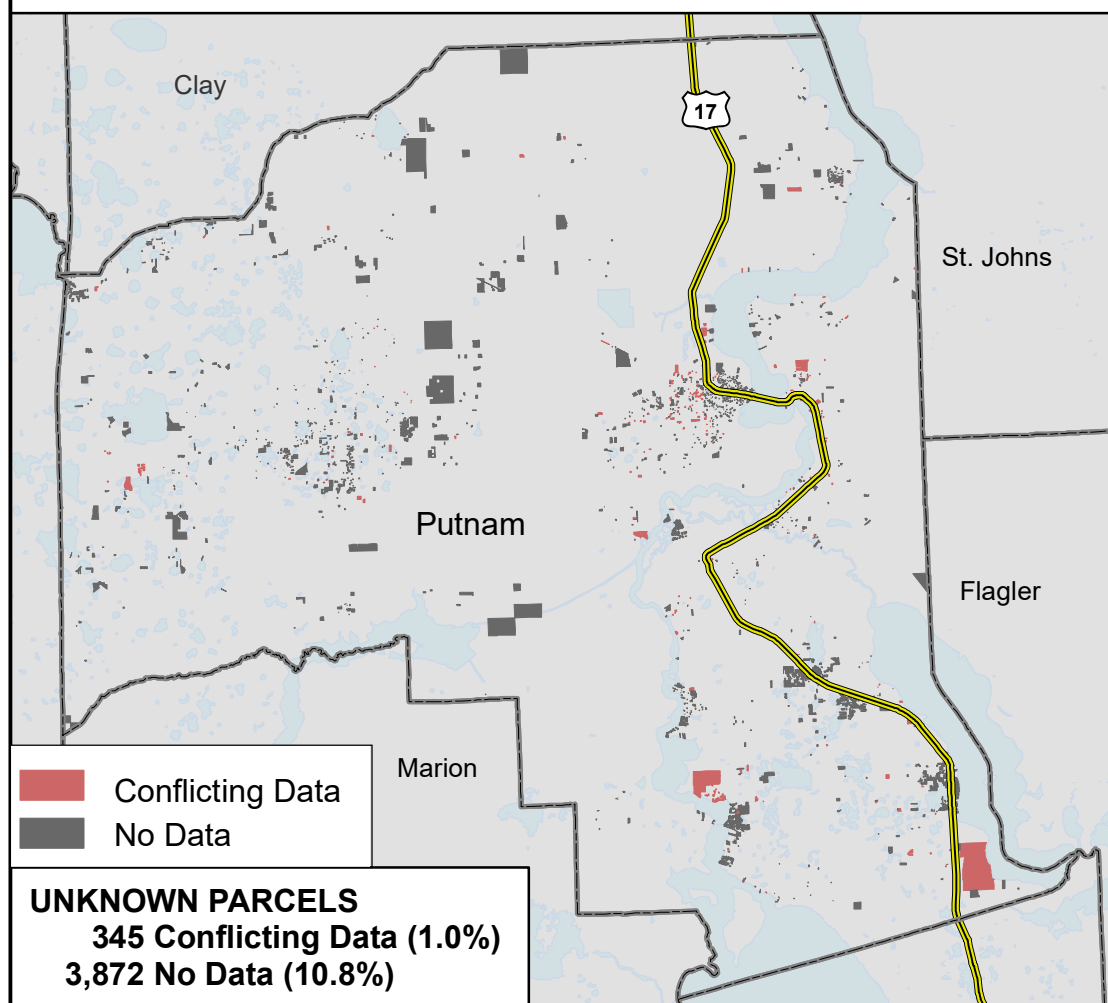 Clay
17
St. Johns
Putnam
Flagler
Marion
Conflicting Data
No Data
UNKNOWN PARCELS
345 Conflicting Data (1.0%)
3,872 No Data (10.8%)